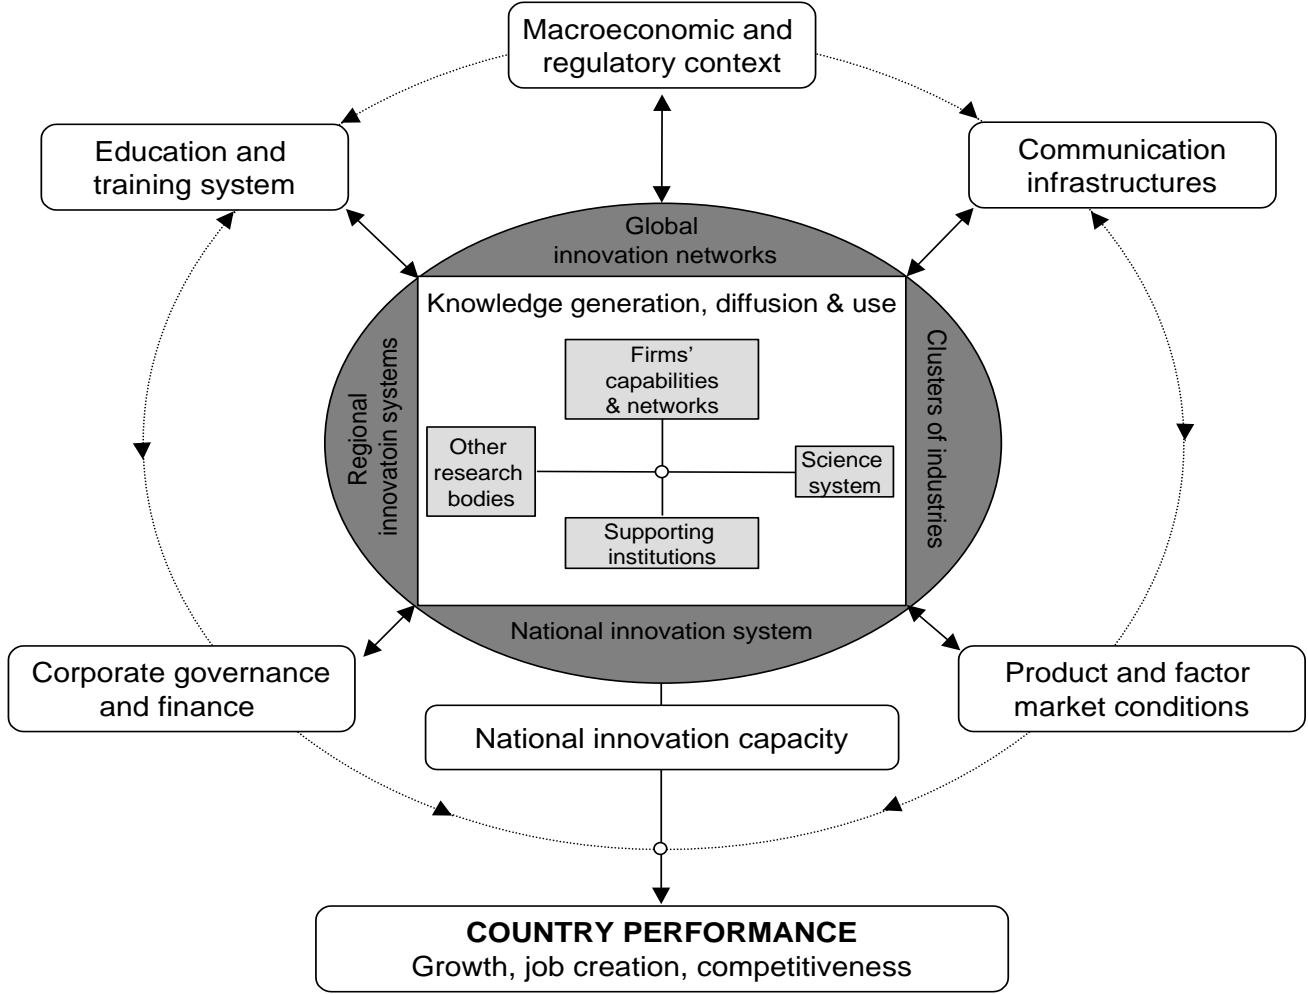 Macroeconomic and
regulatory context
Education and
training system
Communication
infrastructures
Global
innovation networks
Knowledge generation, diffusion & use
Regional
innovatoin systems
Clusters of industries
Firms’
capabilities
& networks
Other
research
bodies
Science
system
Supporting
institutions
National innovation system
Corporate governance
and finance
Product and factor
market conditions
National innovation capacity
COUNTRY PERFORMANCE
Growth, job creation, competitiveness